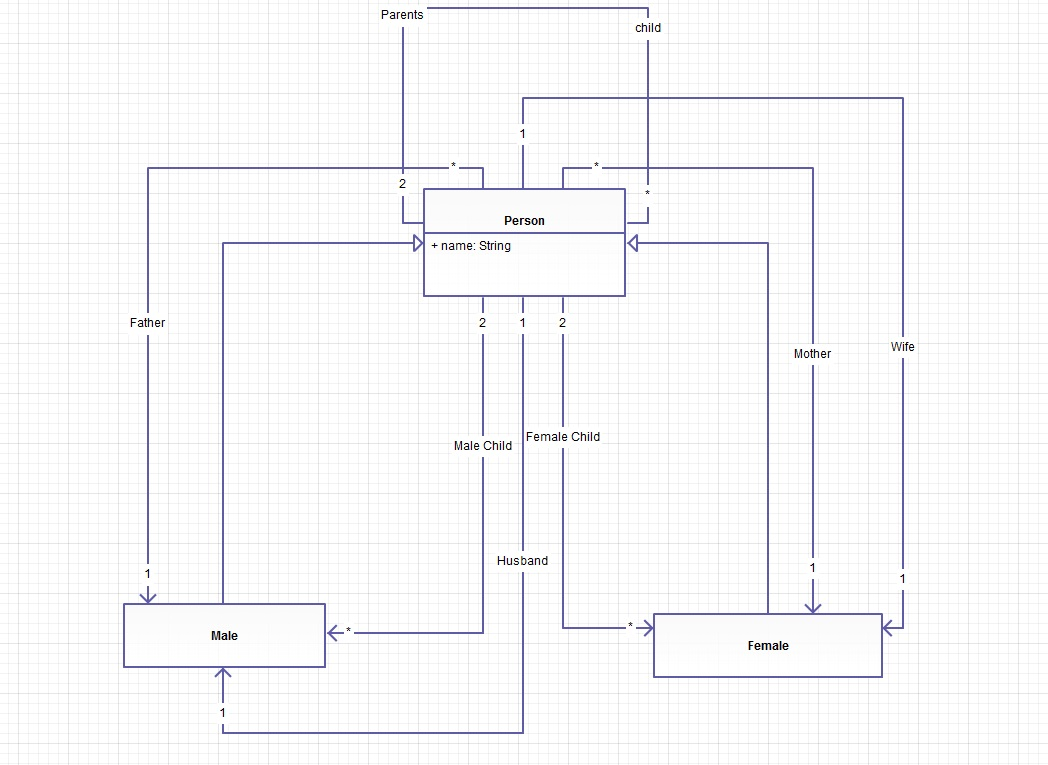 Parents
child
1
*
*
2
*
Person
+ name: String
Father
2
1
2
Wife
Mother
Female Child
Male Child
Husband
1
1
1
*
*
Male
Female
1